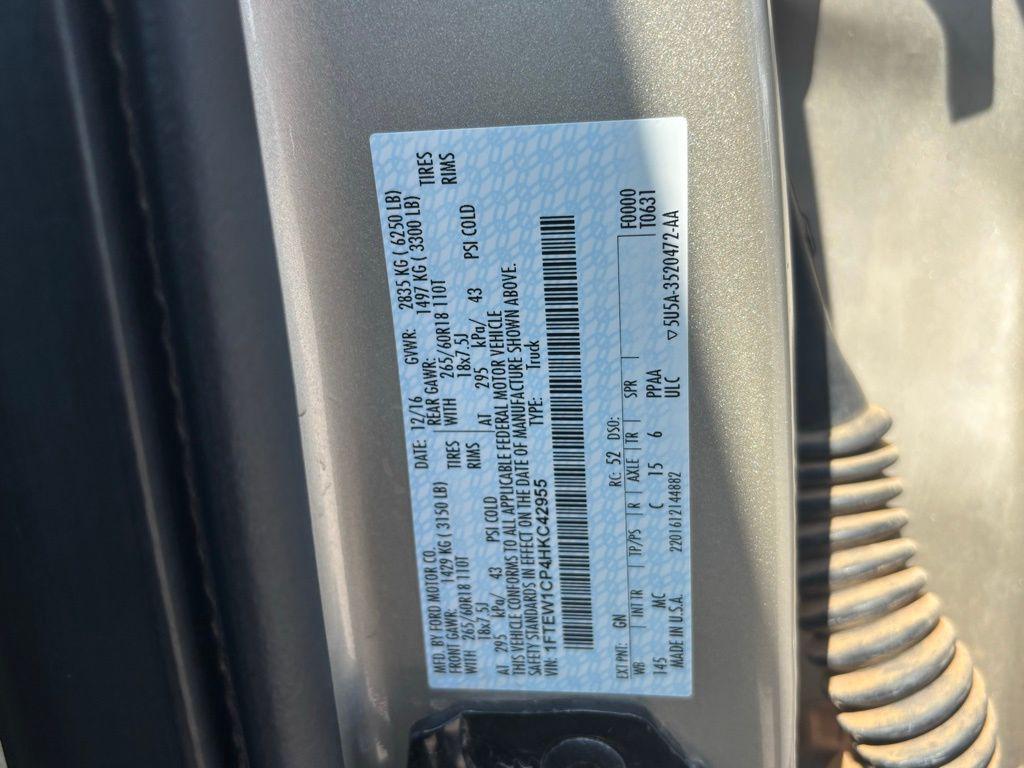 MFD. BY FORD MOTOR CO. DATE: 12/16 GVWR: 2835 KG ( 6250 LB)
FRONT GAWR: 1429 KG ( 3150 LB) REAR GAWR: 1497 KG ( 3300 LB)
WITH 265/60R18 110T TIRES WITH 265/60R18 110T TIRES
18x7.5J RIMS 18x7.5J RIMS
AT 295 kPa/ 43 PSI COLD AT 295 kPa/ 43 PSI COLD
THIS VEHICLE CONFORMS TO ALL APPLICABLE FEDERAL MOTOR VEHICLE
SAFETY STANDARDS IN EFFECT ON THE DATE OF MANUFACTURE SHOWN ABOVE.
VIN: 1FTEW1CP4HKC42955 TYPE: Truck
F0000
EXT PNT: GN RC: 52 DSO: T0631
WB INT TR TP/PS R AXLE TR SPR
145 MC C 15 6 PPAA
MADE IN U.S.A. 2201612144882 ULC ▽5U5A-3520472-AA